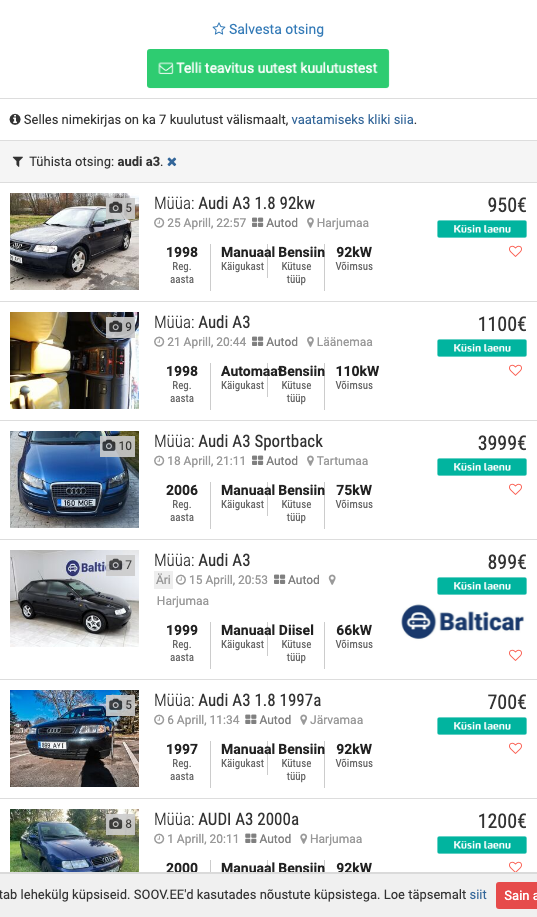 Salvesta otsing
Telli teavitus uutest kuulutustest
Selles nimekirjas on ka 7 kuulutust välismaalt, vaatamiseks kliki siia.
Tühista otsing: audi a3.
5
Müüa: Audi A3 1.8 92kw
950€
25 Aprill, 22:57 Autod Harjumaa
Küsin laenu
1998 Manuaal Bensiin 92kW
Reg. aasta Käigukast Kütuse tüüp Võimsus
9
Müüa: Audi A3
1100€
21 Aprill, 20:44 Autod Läänemaa
Küsin laenu
1998 Automaat Bensiin 110kW
Reg. aasta Käigukast Kütuse tüüp Võimsus
10
Müüa: Audi A3 Sportback
3999€
18 Aprill, 21:11 Autod Tartumaa
Küsin laenu
160 MGE
2006 Manuaal Bensiin 75kW
Reg. aasta Käigukast Kütuse tüüp Võimsus
7
Müüa: Audi A3
899€
Äri 15 Aprill, 20:53 Autod
Harjumaa
Küsin laenu
Balticar
1999 Manuaal Diisel 66kW
Reg. aasta Käigukast Kütuse tüüp Võimsus
5
Müüa: Audi A3 1.8 1997a
700€
6 Aprill, 11:34 Autod Järvamaa
Küsin laenu
1997 Manuaal Bensiin 92kW
Reg. aasta Käigukast Kütuse tüüp Võimsus
8
Müüa: AUDI A3 2000a
1200€
1 Aprill, 20:11 Autod Harjumaa
Küsin laenu
2000 Manuaal Bensiin 92kW
tab lehekülg küpsiseid. SOOV.EE'd kasutades nõustute küpsistega. Loe täpsemalt siit
Sain a